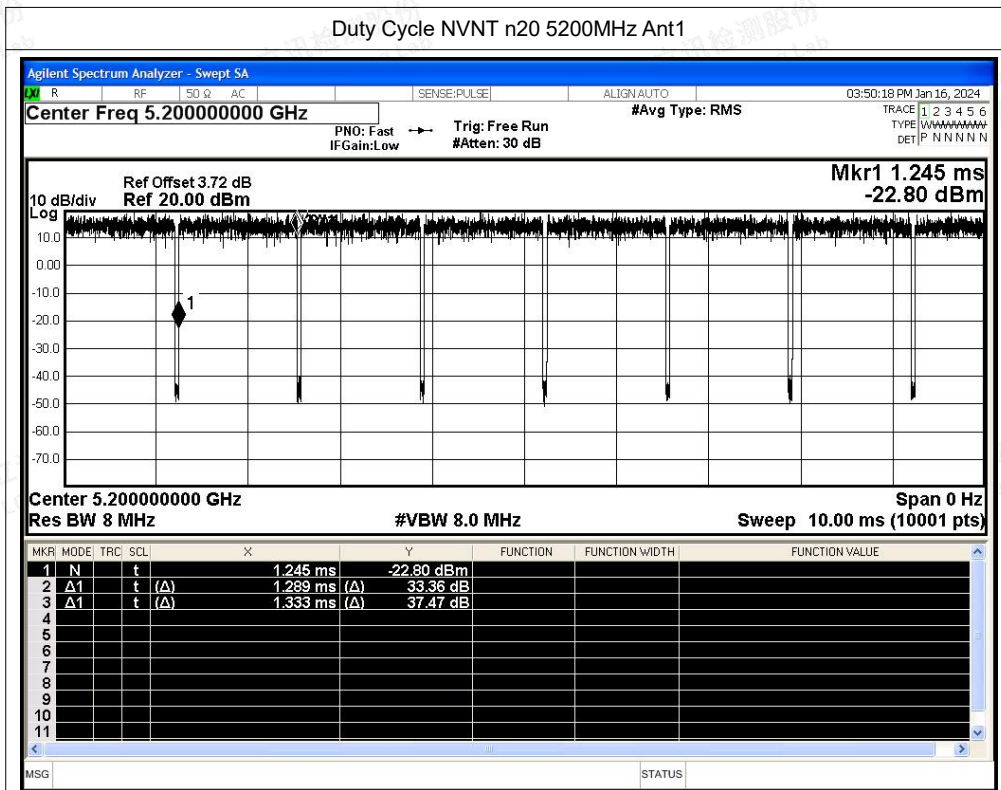 Duty Cycle NVNT n20 5200MHz Ant1
Agilent Spectrum Analyzer - Swept SA
LXI R RF 50 Ω AC SENSE:PULSE ALIGN AUTO 03:50:18 PM Jan 16, 2024
Center Freq 5.200000000 GHz #Avg Type: RMS TRACE 1 2 3 4 5 6
PNO: Fast Trig: Free Run TYPE WWWWWW
IFGain:Low #Atten: 30 dB DET P N N N N N
Mkr1 1.245 ms
Ref Offset 3.72 dB
10 dB/div Ref 20.00 dBm -22.80 dBm
Log
10.0
0.00
-10.0
1
-20.0
-30.0
-40.0
-50.0
-60.0
-70.0
Center 5.200000000 GHz Span 0 Hz
Res BW 8 MHz #VBW 8.0 MHz Sweep 10.00 ms (10001 pts)
MKR MODE TRC SCL X Y FUNCTION FUNCTION WIDTH FUNCTION VALUE
1 N t 1.245 ms -22.80 dBm
2 Δ1 t (Δ) 1.289 ms (Δ) 33.36 dB
3 Δ1 t (Δ) 1.333 ms (Δ) 37.47 dB
4
5
6
7
8
9
10
11
MSG STATUS